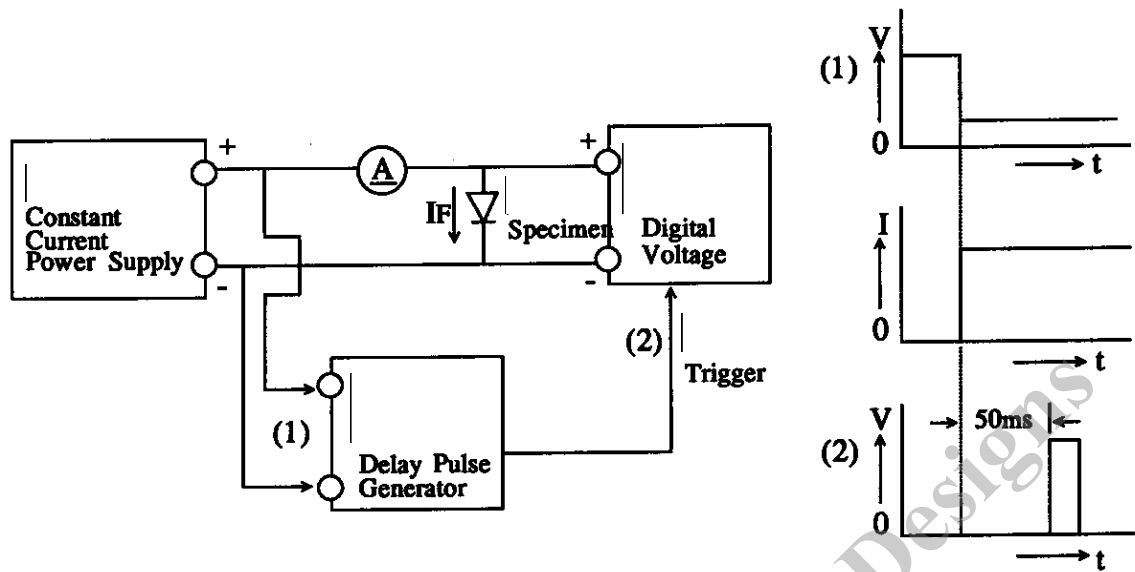 +
A
+
Constant
Current
Power Supply
-
IF
Specimen
Digital
Voltage
-
(2)
Trigger
(1)
Delay Pulse
Generator
(1)
V
0
t
I
0
t
(2)
V
50ms
0
t
Designs